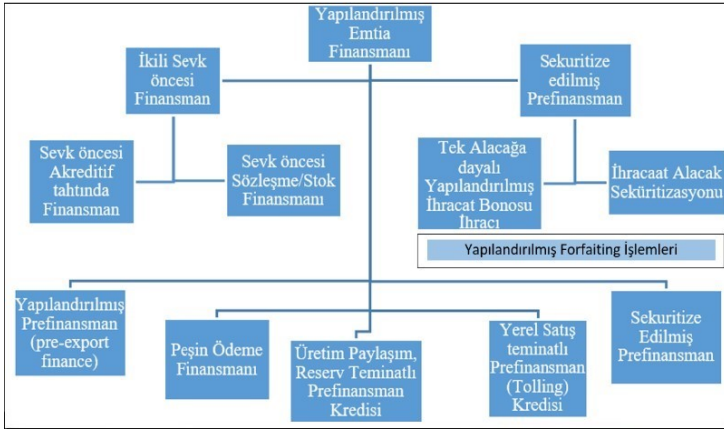 Yapılandırılmış
Emtia
Finansmanı
İkili Sevk
öncesi
Finansman
Sekuritize
edilmiş
Prefinansman
Sevk öncesi
Akreditif
tahtında
Finansman
Sevk öncesi
Sözleşme/Stok
Finansmanı
Tek Alacağa
dayalı
Yapılandırılmış
İhracat Bonosu
İhracı
İhracaat Alacak
Seküritizasyonu
Yapılandırılmış Forfaiting İşlemleri
Yapılandırılmış
Prefinansman
(pre-export
finance)
Peşin Ödeme
Finansmanı
Üretim Paylaşım,
Reserv Teminatlı
Prefinansman
Kredisi
Yerel Satış
teminatlı
Prefinansman
(Tolling)
Kredisi
Sekuritize
Edilmiş
Prefinansman